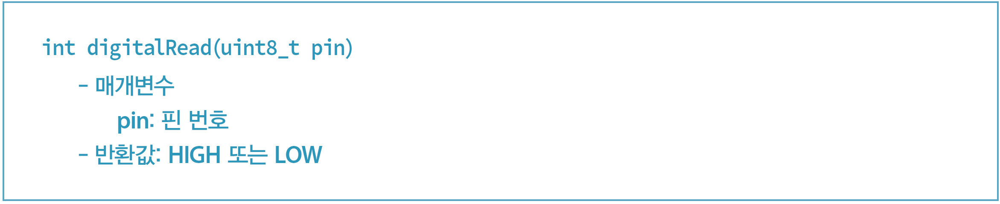 int digitalRead(uint8_t pin)
- 매개변수
pin: 핀 번호
- 반환값: HIGH 또는 LOW